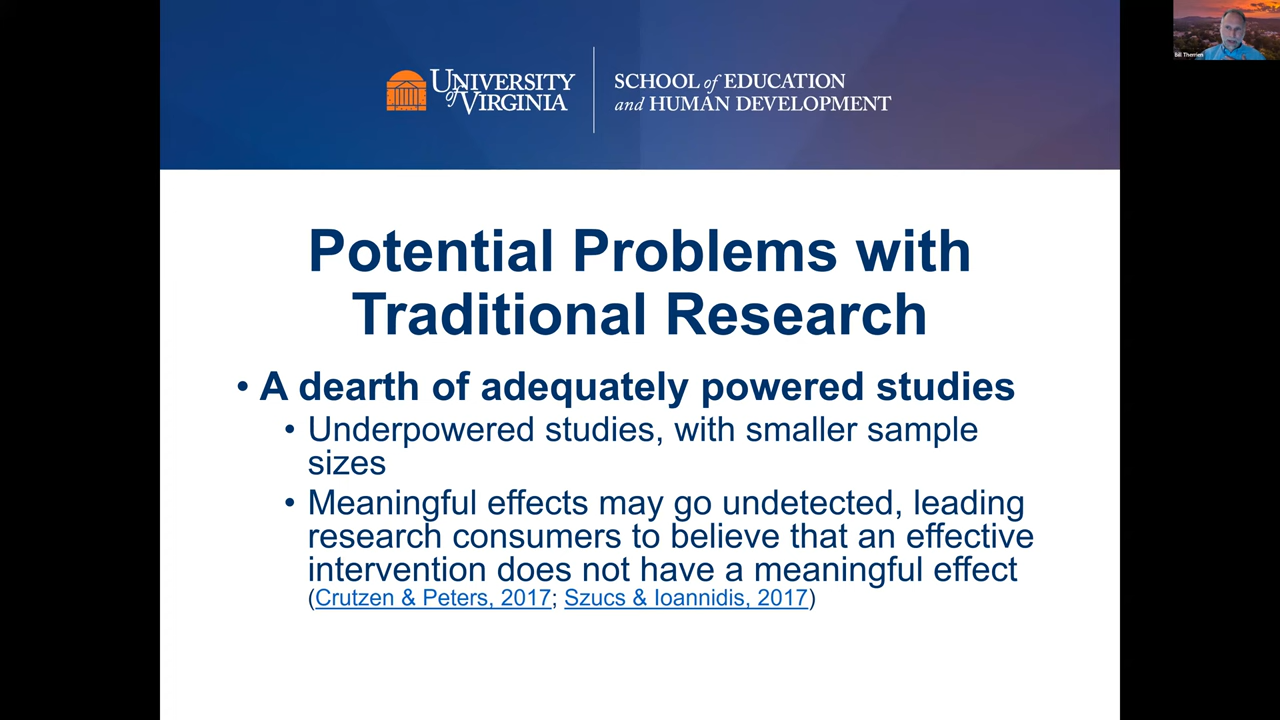 UNIVERSITY of VIRGINIA
SCHOOL of EDUCATION
and HUMAN DEVELOPMENT
Bill Therrien
Potential Problems with
Traditional Research
• A dearth of adequately powered studies
• Underpowered studies, with smaller sample
sizes
• Meaningful effects may go undetected, leading
research consumers to believe that an effective
intervention does not have a meaningful effect
(Crutzen & Peters, 2017; Szucs & Ioannidis, 2017)